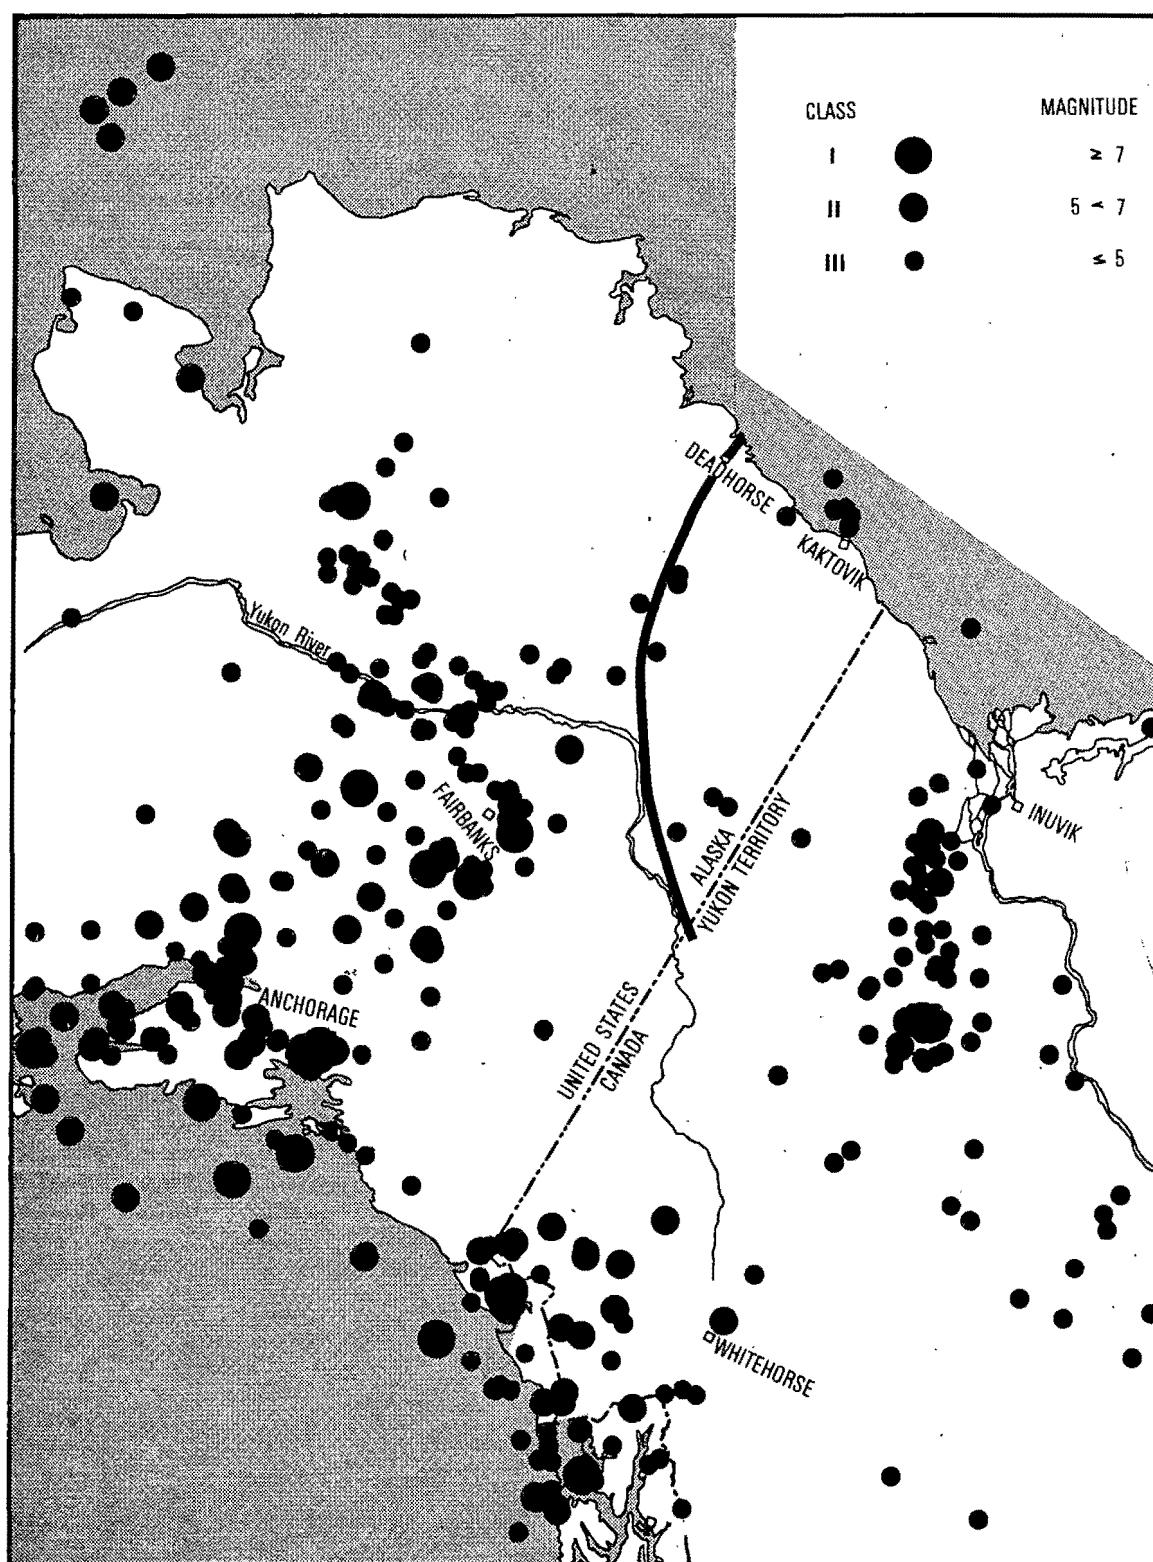 CLASS MAGNITUDE
I ≥ 7
II 5 < 7
III ≤ 5
DEADHORSE
KAKTOVIK
Yukon River
INUVIK
FAIRBANKS
ALASKA
YUKON TERRITORY
ANCHORAGE
UNITED STATES
CANADA
WHITEHORSE